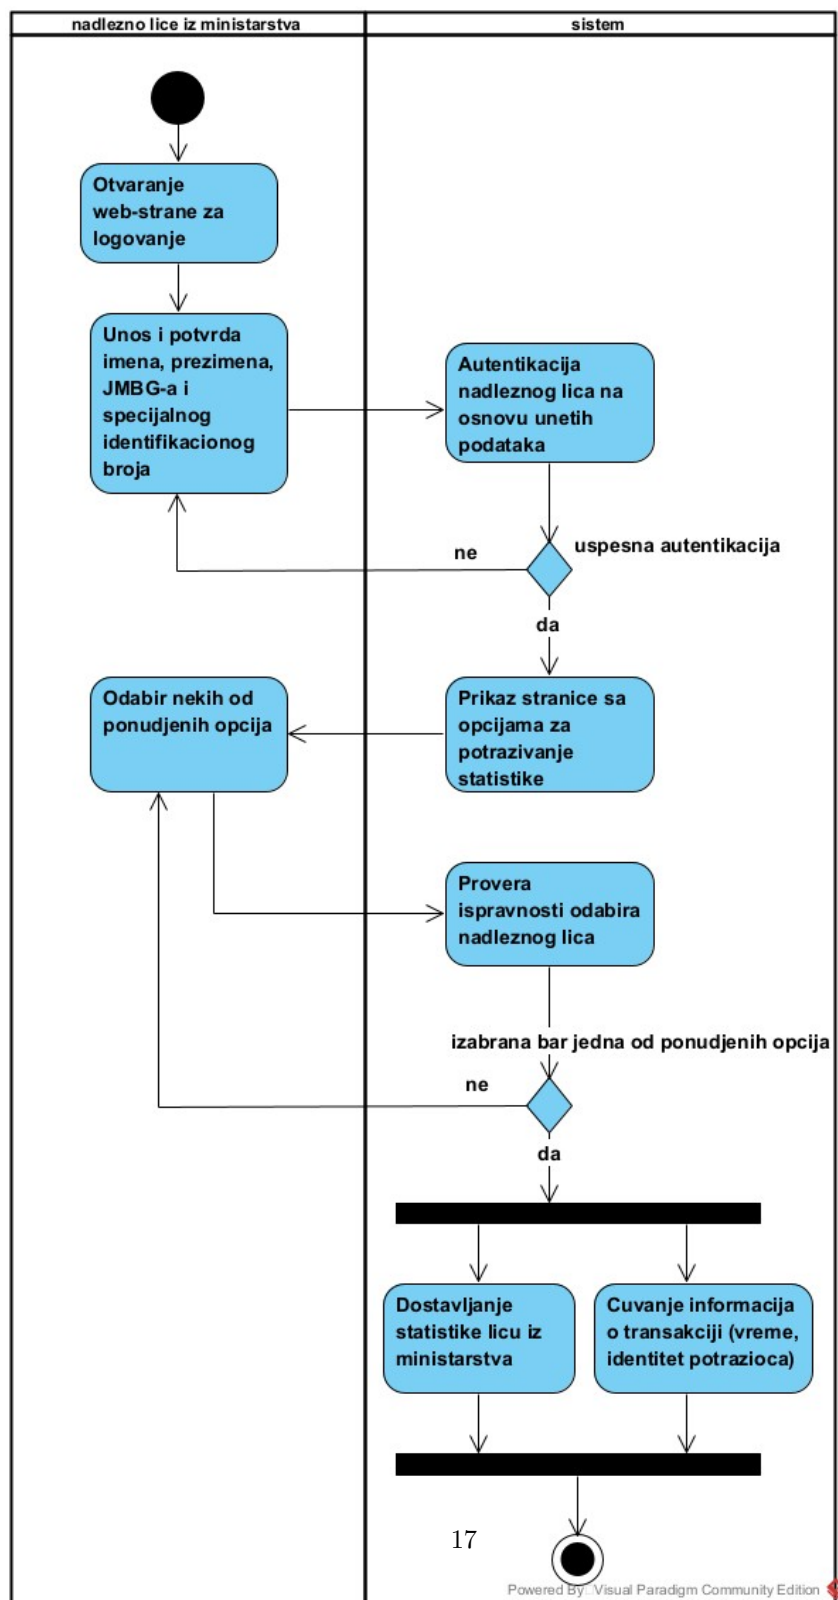 nadlezno lice iz ministarstva
sistem
Otvaranje
web-strane za
logovanje
Unos i potvrda
imena, prezimena,
JMBG-a i
specijalnog
identifikacionog
broja
Autentikacija
nadleznog lica na
osnovu unetih
podataka
ne
uspesna autentikacija
da
Odabir nekih od
ponudjenih opcija
Prikaz stranice sa
opcijama za
potrazivanje
statistike
Provera
ispravnosti odabira
nadleznog lica
izabrana bar jedna od ponudjenih opcija
ne
da
Dostavljanje
statistike licu iz
ministarstva
Cuvanje informacija
o transakciji (vreme,
identitet potrazioca)
17
Powered By Visual Paradigm Community Edition